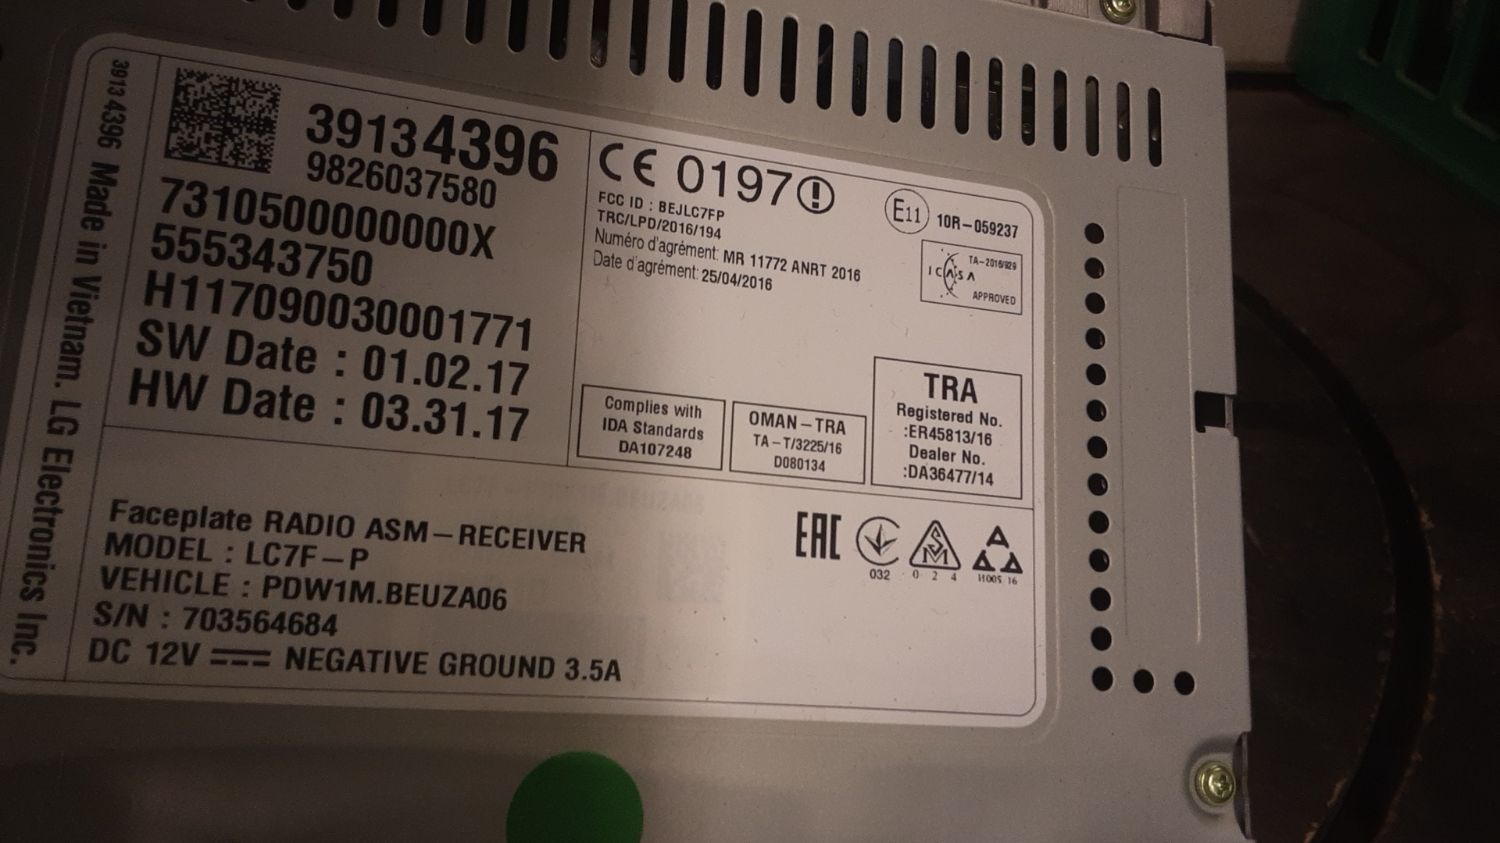 3913 4396 Made in Vietnam. LG Electronics Inc.
39134396
9826037580
7310500000000X
555343750
H117090030001771
SW Date : 01.02.17
HW Date : 03.31.17
CE 0197
FCC ID : BEJLC7FP
TRC/LPD/2016/194
Numéro d'agrément: MR 11772 ANRT 2016
Date d'agrément: 25/04/2016
E11 10R-059237
TA-2016/929
ICASA
APPROVED
Complies with
IDA Standards
DA107248
OMAN-TRA
TA-T/3225/16
D080134
TRA
Registered No.
:ER45813/16
Dealer No.
:DA36477/14
Faceplate RADIO ASM-RECEIVER
MODEL : LC7F-P
VEHICLE : PDW1M.BEUZA06
S/N : 703564684
DC 12V NEGATIVE GROUND 3.5A
EAC
032
024